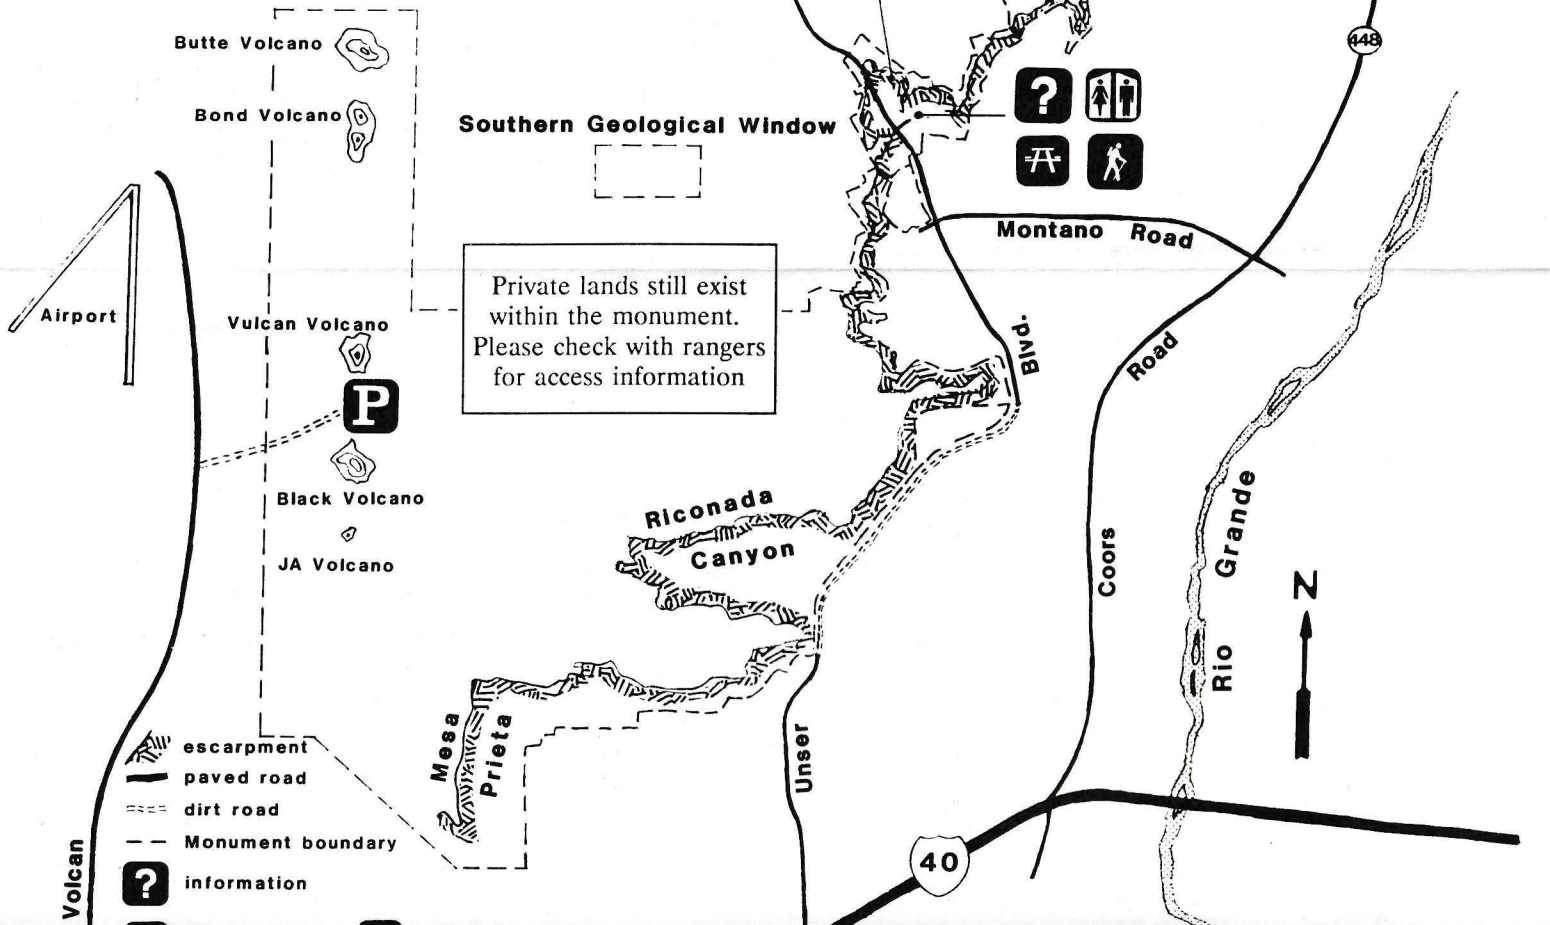 Butte Volcano
448
Bond Volcano
Southern Geological Window
?
Montano Road
Private lands still exist
within the monument.
Please check with rangers
for access information
Airport
Vulcan Volcano
Blvd.
Road
P
Black Volcano
Riconada
Canyon
Grande
JA Volcano
Coors
N
Rio
Mesa
Prieta
Unser
escarpment
paved road
dirt road
Monument boundary
40
Volcan
?
information